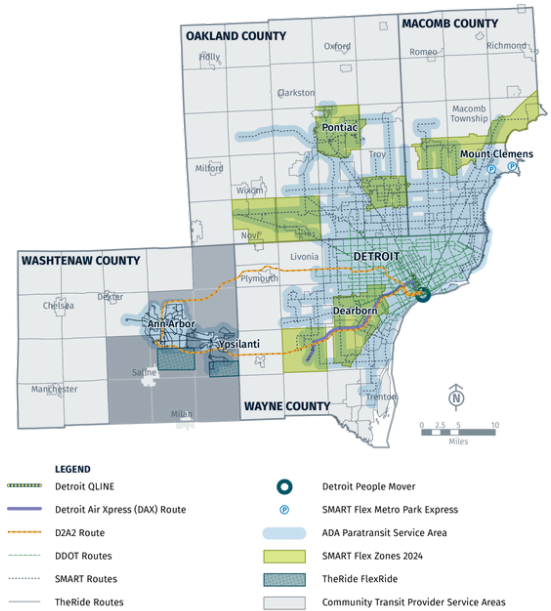 OAKLAND COUNTY
MACOMB COUNTY
Holly
Oxford
Romeo
Richmond
Clarkston
Macomb
Township
Pontiac
Troy
Mount Clemens
P
P
Milford
Wixom
Novi
DETROIT
WASHTENAW COUNTY
Livonia
Plymouth
Chelsea
Dexter
Dearborn
Ann Arbor
Ypsilanti
Saline
Manchester
WAYNE COUNTY
Trenton
Milan
N
0 2.5 5 10
Miles
LEGEND
Detroit QLINE
Detroit People Mover
Detroit Air Xpress (DAX) Route
P
SMART Flex Metro Park Express
D2A2 Route
ADA Paratransit Service Area
DDOT Routes
SMART Flex Zones 2024
SMART Routes
TheRide FlexRide
TheRide Routes
Community Transit Provider Service Areas